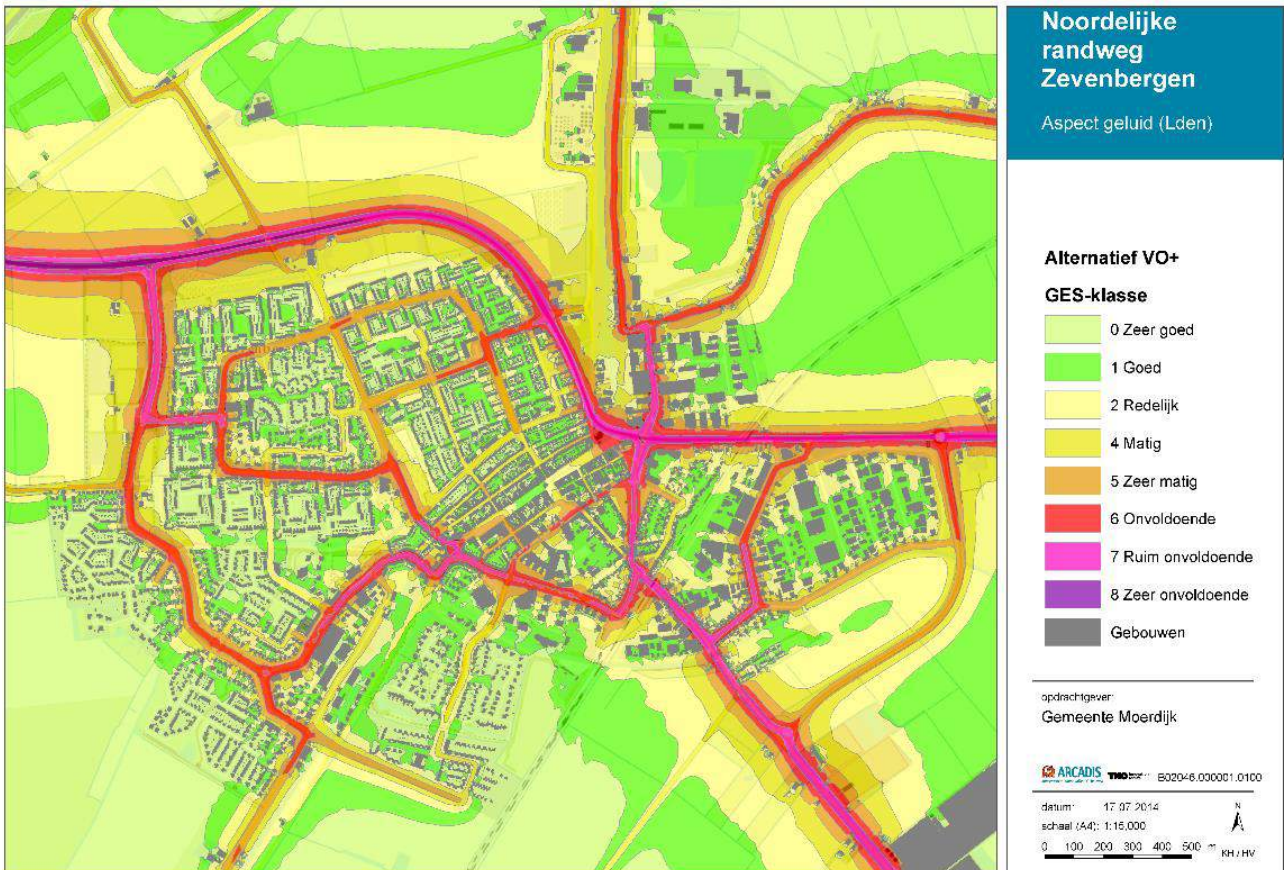 Noordelijke
randweg
Zevenbergen
Aspect geluid (Lden)
Alternatief VO+
GES-klasse
0 Zeer goed
1 Goed
2 Redelijk
4 Matig
5 Zeer matig
6 Onvoldoende
7 Ruim onvoldoende
8 Zeer onvoldoende
Gebouwen
opdrachtgever:
Gemeente Moerdijk
ARCADIS TNO B02046.000001.0100
datum: 17 07 2014
schaal (A4): 1:15,000
N
0 100 200 300 400 500 m
KH / HV